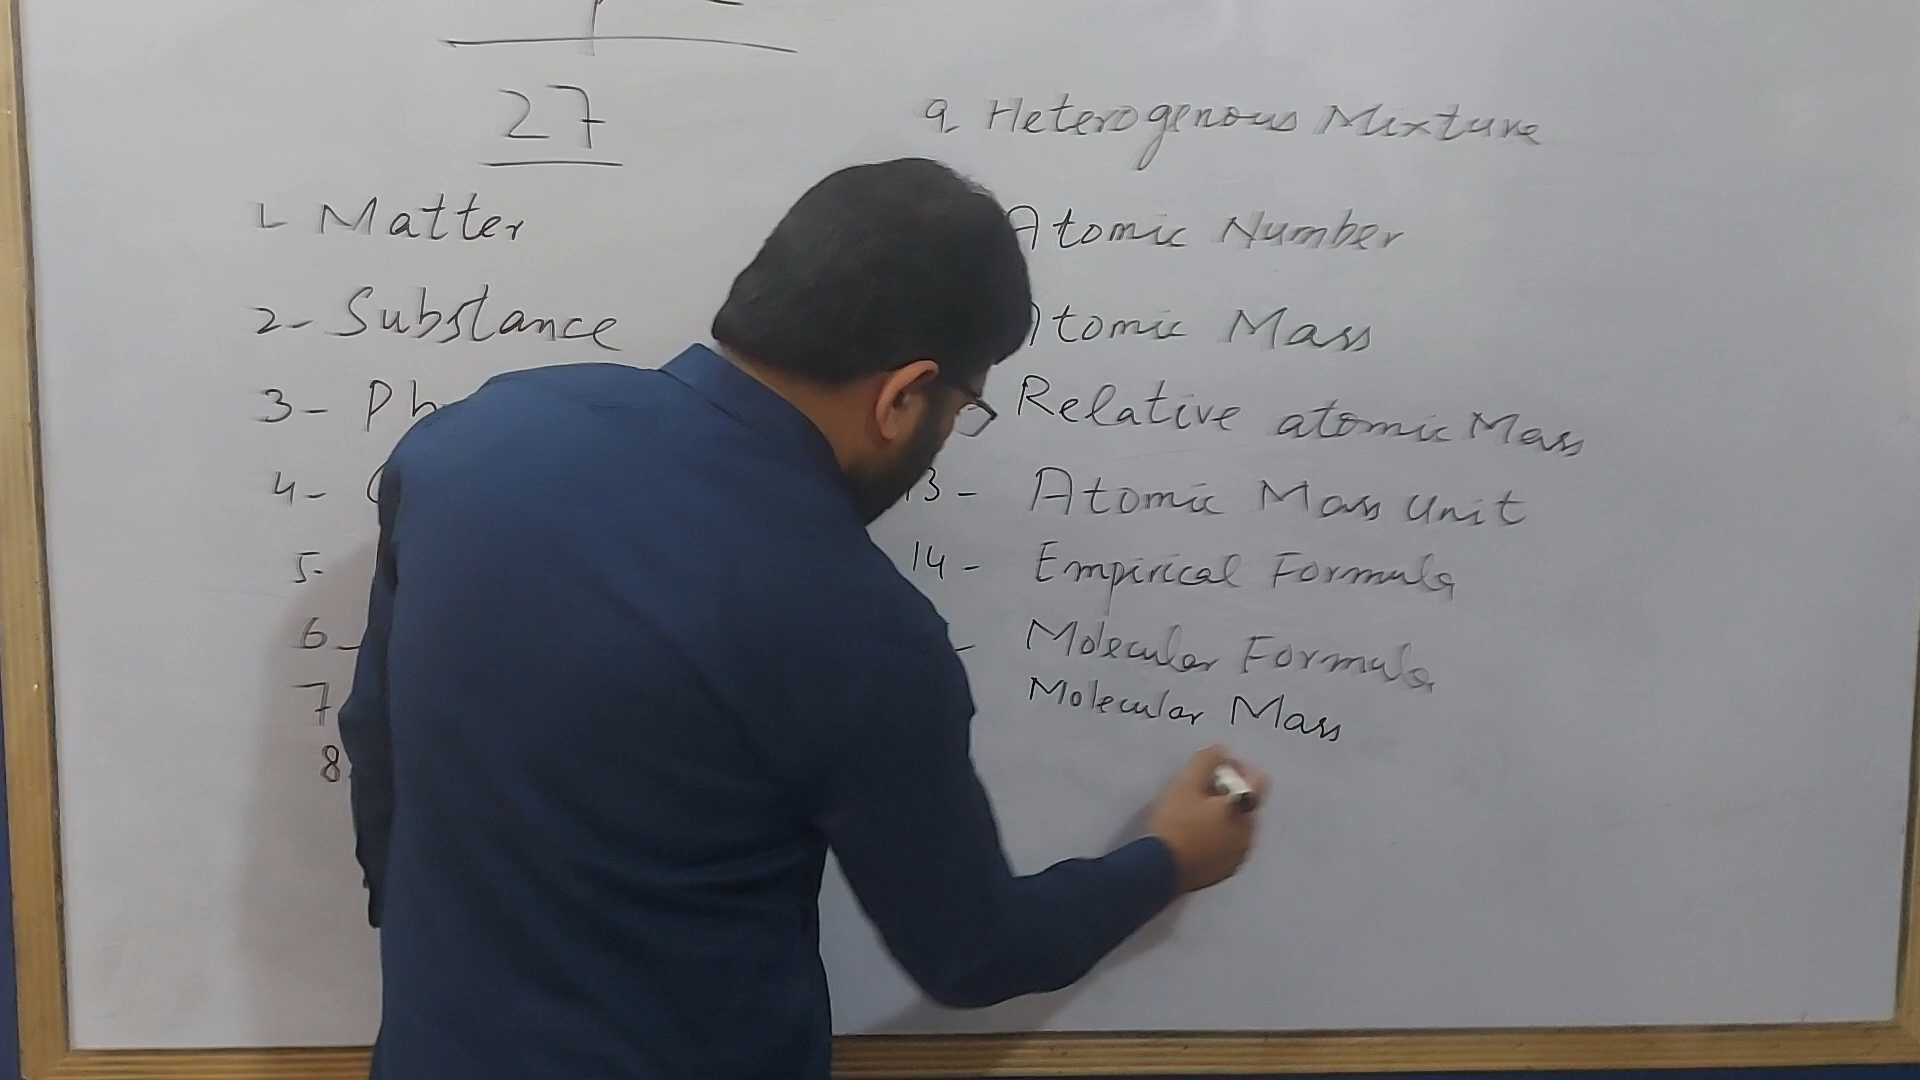 27
1- Matter
2- Substance
3- Ph
4-
5-
6-
7
8
9- Heterogenous Mixture
Atomic Number
Atomic Mass
Relative atomic Mass
13- Atomic Mass Unit
14- Empirical Formula
- Molecular Formula
Molecular Mass